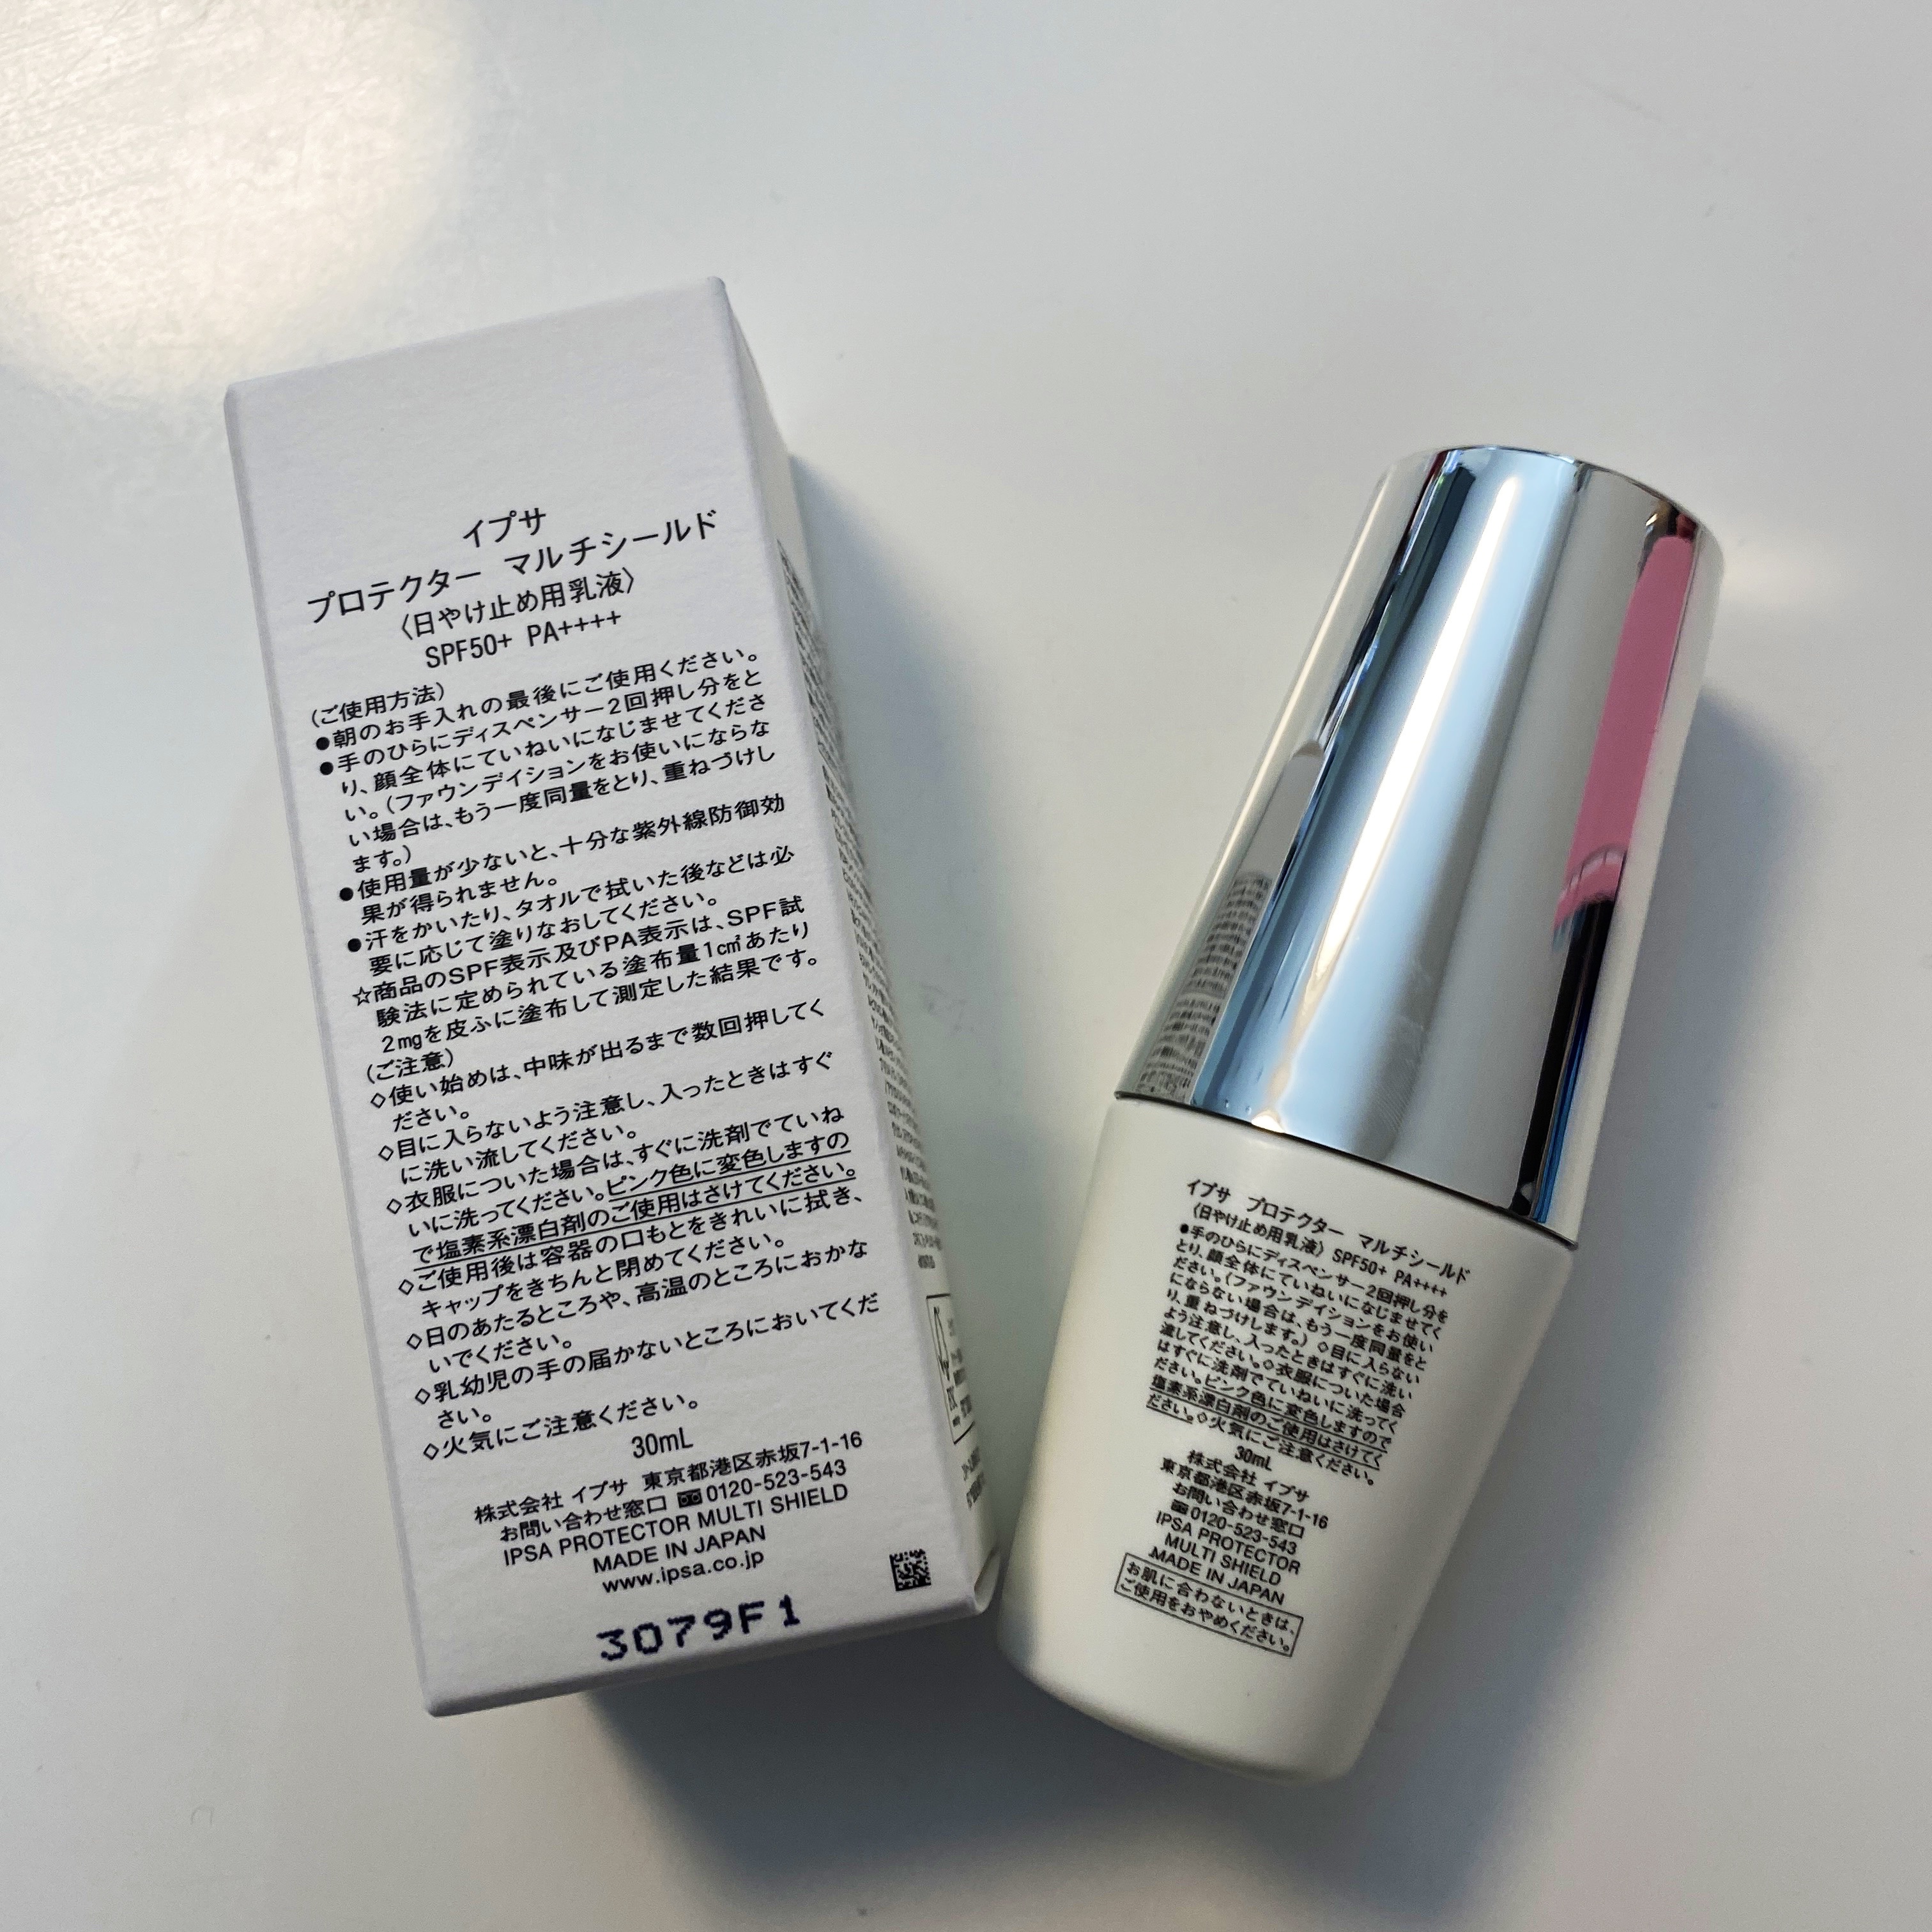 イプサ
プロテクター マルチシールド
〈日やけ止め用乳液〉
SPF50+ PA++++
(ご使用方法)
●朝のお手入れの最後にご使用ください。
●手のひらにディスペンサー2回押し分をと
り、顔全体にていねいになじませてくださ
い。(ファウンデイションをお使いにならな
い場合は、もう一度同量をとり、重ねづけし
ます。)
●使用量が少ないと、十分な紫外線防御効
果が得られません。
●汗をかいたり、タオルで拭いた後などは必
要に応じて塗りなおしてください。
☆商品のSPF表示及びPA表示は、SPF試
験法に定められている塗布量1c㎡あたり
2mgを皮ふに塗布して測定した結果です。
(ご注意)
◇使い始めは、中味が出るまで数回押してく
ださい。
◇目に入らないよう注意し、入ったときはすぐ
に洗い流してください。
◇衣服についた場合は、すぐに洗剤でていね
いに洗ってください。ピンク色に変色しますの
で塩素系漂白剤のご使用はさけてください。
◇ご使用後は容器の口もとをきれいに拭き、
キャップをきちんと閉めてください。
◇日のあたるところや、高温のところにおかな
いでください。
◇乳幼児の手の届かないところにおいてくだ
さい。
◇火気にご注意ください。
30mL
株式会社 イプサ 東京都港区赤坂7-1-16
お問い合わせ窓口 0120-523-543
IPSA PROTECTOR MULTI SHIELD
MADE IN JAPAN
www.ipsa.co.jp
3079F1
イプサ プロテクター マルチシールド
〈日やけ止め用乳液〉 SPF50+ PA++++
●手のひらにディスペンサー2回押し分を
とり、顔全体にていねいになじませてく
ださい。(ファウンデイションをお使い
にならない場合は、もう一度同量をと
り、重ねづけします。) ◇目に入らない
よう注意し、入ったときはすぐに洗い
流してください。◇衣服についた場合
はすぐに洗剤でていねいに洗ってく
ださい。ピンク色に変色しますので
塩素系漂白剤のご使用はさけてく
ださい。◇火気にご注意ください。
30mL
株式会社 イプサ
東京都港区赤坂7-1-16
お問い合わせ窓口
0120-523-543
IPSA PROTECTOR
MULTI SHIELD
MADE IN JAPAN
お肌に合わないときは、
ご使用をおやめください。